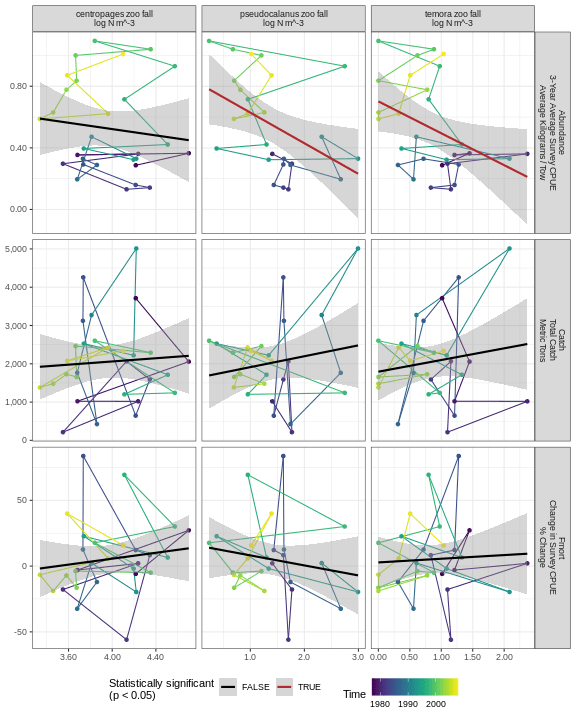 centropages zoo fall
log N m^-3
pseudocalanus zoo fall
log N m^-3
temora zoo fall
log N m^-3
0.80
0.40
0.00
Abundance
3-Year Average Survey CPUE
Average kilograms / Tow
5,000
4,000
3,000
2,000
1,000
0
Catch
Total Catch
Metric Tons
50
0
-50
Fmort
Change in Survey CPUE
% Change
3.60 4.00 4.40
1.0 2.0 3.0
0.00 0.50 1.00 1.50 2.00
Statistically significant
(p < 0.05)
FALSE
TRUE
Time
1980 1990 2000